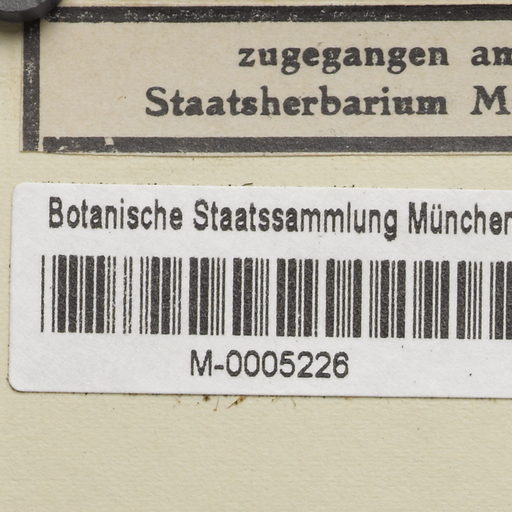 zugegangen am
Staatsherbarium M
Botanische Staatssammlung München
M-0005226